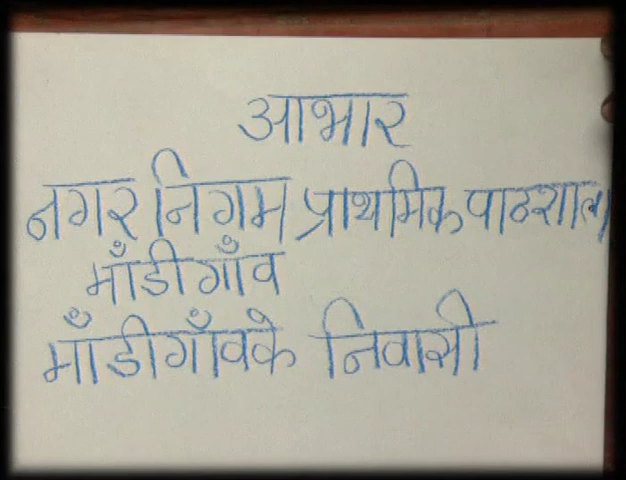 आभार
नगर निगम प्राथमिक पाठशाला
माँडीगाँव
माँडीगाँवके निवासी